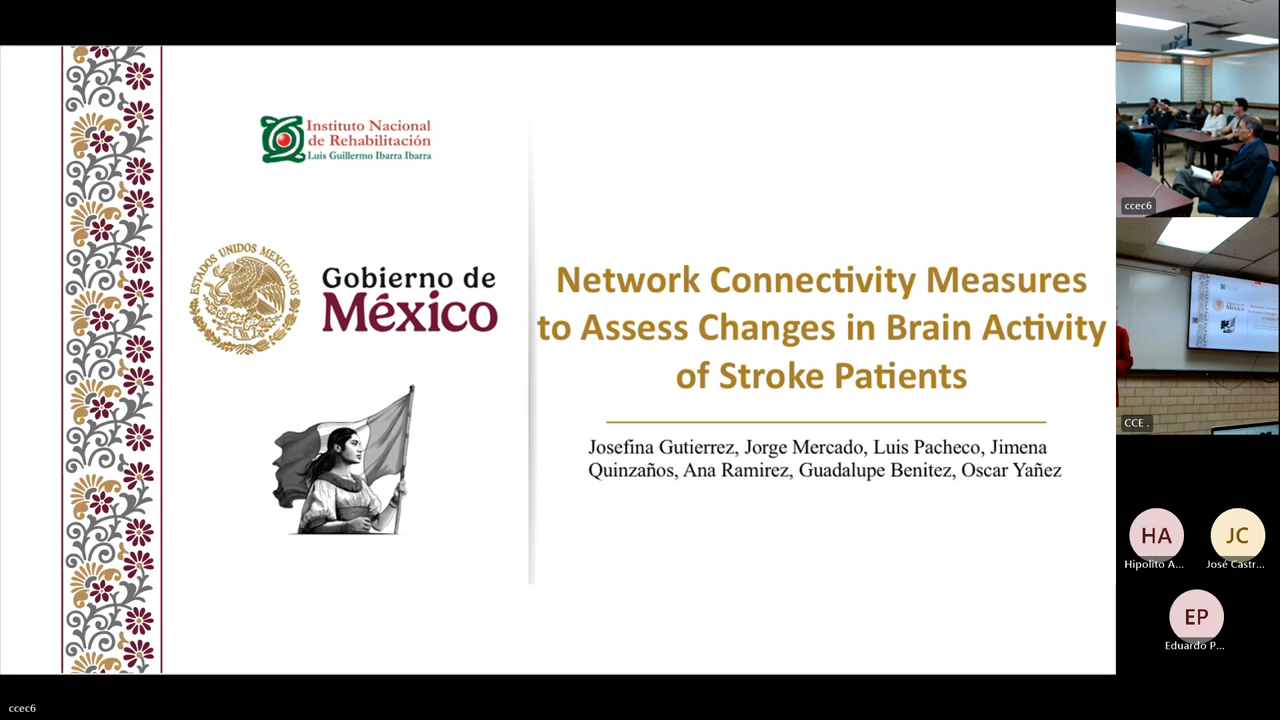 Instituto Nacional
de Rehabilitación
Luis Guillermo Ibarra Ibarra
ESTADOS UNIDOS MEXICANOS
Gobierno de
México
Network Connectivity Measures
to Assess Changes in Brain Activity
of Stroke Patients
Josefina Gutierrez, Jorge Mercado, Luis Pacheco, Jimena
Quinzaños, Ana Ramirez, Guadalupe Benitez, Oscar Yañez
ccec6
CCE .
HA
Hipolito A...
JC
José Castr...
EP
Eduardo P...
ccec6